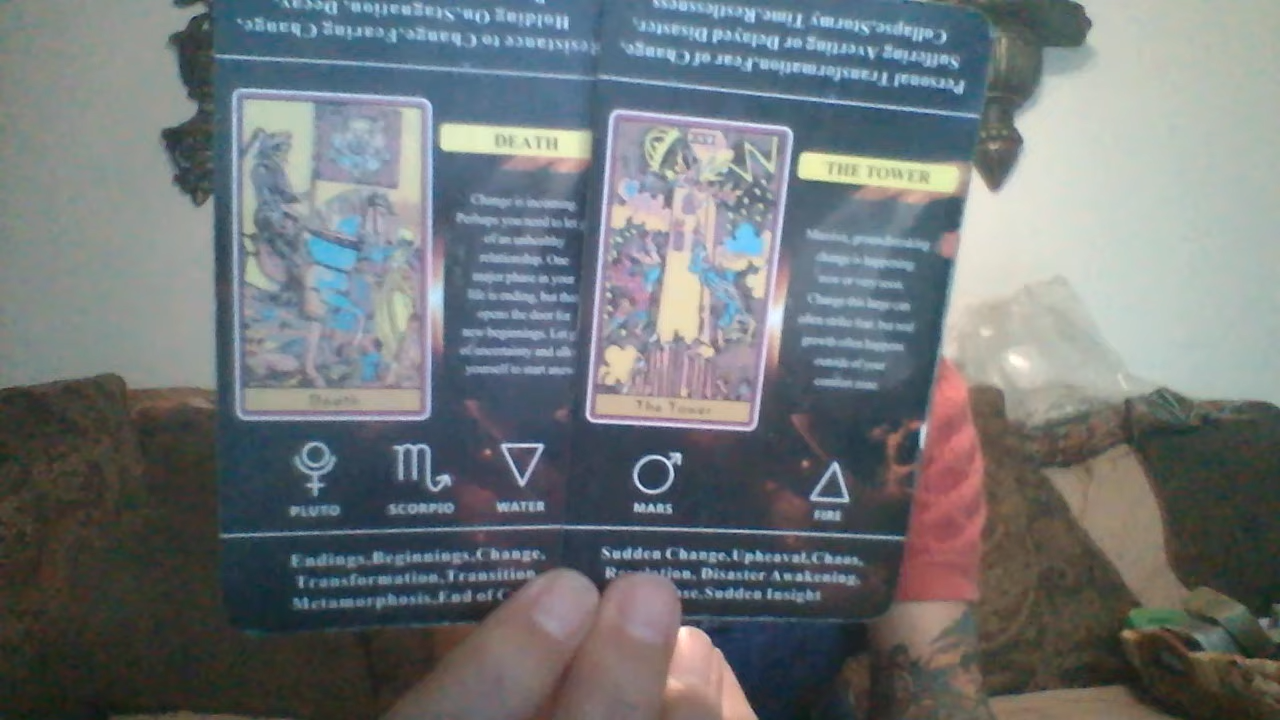 Resistance to Change,Fearing Change,
Holding On,Stagnation, Decay,
DEATH
Change is incoming
Perhaps you need to let
of an unhealthy
relationship. One
major phase in your
life is ending, but
opens the door for
new beginnings. Let
of uncertainty and
yourself to start
Death
PLUTO
SCORPIO
WATER
Endings,Beginnings,Change,
Transformation,Transition
Metamorphosis,End of
Personal Transformation,Fear of Change,
Suffering Averting or Delayed Disaster,
Collapse,Stormy Time,Restlessness
THE TOWER
XVI
Massive, groundbreaking
change is happening
now or very soon.
Change this large can
often strike fear, but real
growth often happens
outside of your
comfort zone.
The Tower
MARS
FIRE
Sudden Change,Upheaval,Chaos,
Revelation, Disaster Awakening,
Sudden Insight